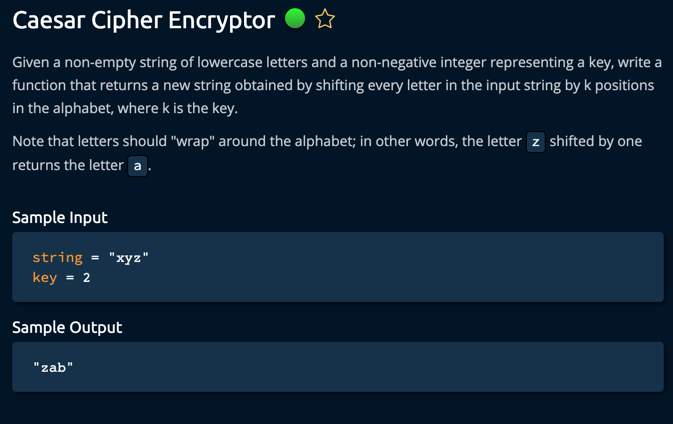 Caesar Cipher Encryptor
Given a non-empty string of lowercase letters and a non-negative integer representing a key, write a
function that returns a new string obtained by shifting every letter in the input string by k positions
in the alphabet, where k is the key.
Note that letters should "wrap" around the alphabet; in other words, the letter z shifted by one
returns the letter a.
Sample Input
string = "xyz"
key = 2
Sample Output
"zab"